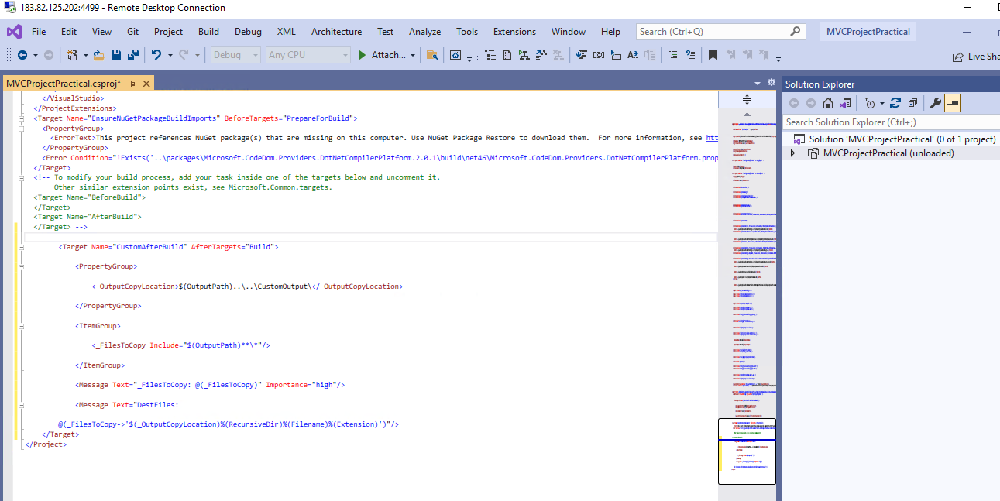 183.82.125.202:4499 - Remote Desktop Connection
File Edit View Git Project Build Debug XML Architecture Test Analyze Tools Extensions Window Help Search (Ctrl+Q) MVCProjectPractical
Debug Any CPU Attach... Live Sha
MVCProjectPractical.csproj*
</VisualStudio>
</ProjectExtensions>
<Target Name="EnsureNuGetPackageBuildImports" BeforeTargets="PrepareForBuild">
<PropertyGroup>
<ErrorText>This project references NuGet package(s) that are missing on this computer. Use NuGet Package Restore to download them.  For more information, see htt
</PropertyGroup>
<Error Condition="!Exists('..\packages\Microsoft.CodeDom.Providers.DotNetCompilerPlatform.2.0.1\build\net46\Microsoft.CodeDom.Providers.DotNetCompilerPlatform.prop
</Target>
<!-- To modify your build process, add your task inside one of the targets below and uncomment it.
Other similar extension points exist, see Microsoft.Common.targets.
<Target Name="BeforeBuild">
</Target>
<Target Name="AfterBuild">
</Target> -->
<Target Name="CustomAfterBuild" AfterTargets="Build">
<PropertyGroup>
<_OutputCopyLocation>$(OutputPath)..\..\CustomOutput\</_OutputCopyLocation>
</PropertyGroup>
<ItemGroup>
<_FilesToCopy Include="$(OutputPath)**\*"/>
</ItemGroup>
<Message Text="_FilesToCopy: @(_FilesToCopy)" Importance="high"/>
<Message Text="DestFiles:
@(_FilesToCopy->'$(_OutputCopyLocation)%(RecursiveDir)%(Filename)%(Extension)')"/>
</Target>
</Project>
Solution Explorer
Search Solution Explorer (Ctrl+;)
Solution 'MVCProjectPractical' (0 of 1 project)
MVCProjectPractical (unloaded)